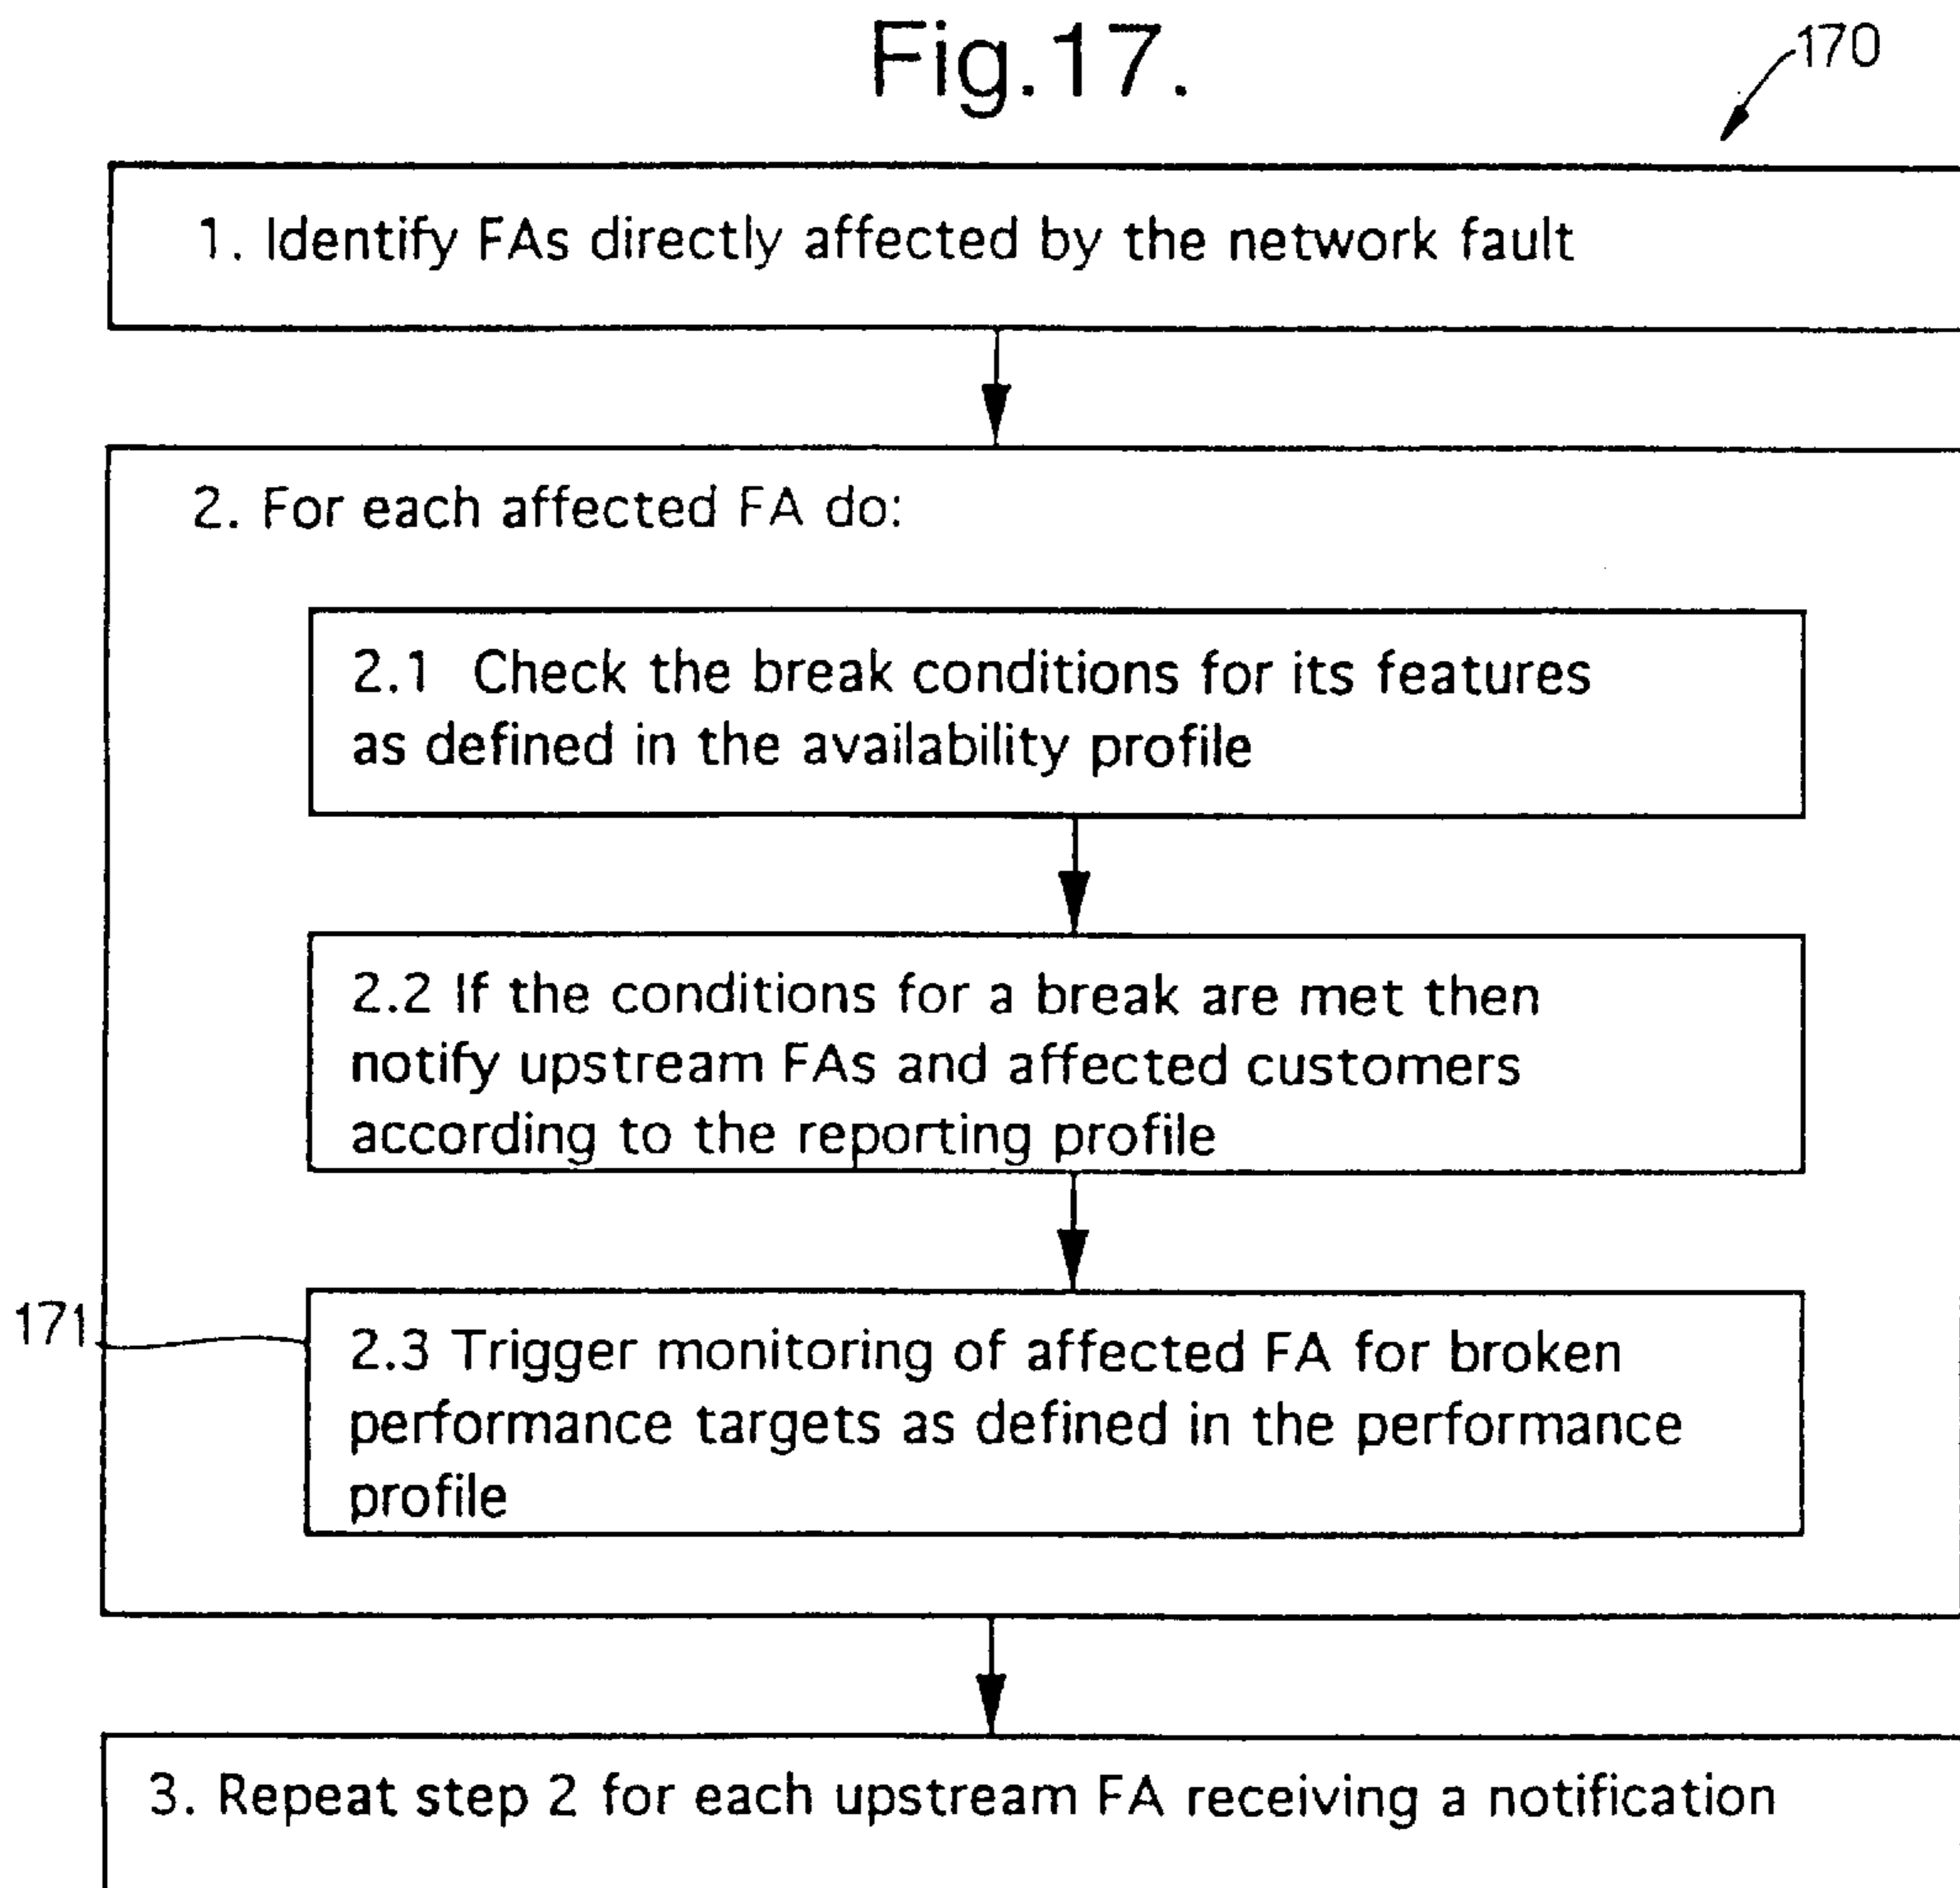 Fig.17.
170
1. Identify FAs directly affected by the network fault
2. For each affected FA do:
2.1 Check the break conditions for its features
as defined in the availability profile
2.2 If the conditions for a break are met then
notify upstream FAs and affected customers
according to the reporting profile
171
2.3 Trigger monitoring of affected FA for broken
performance targets as defined in the performance
profile
3. Repeat step 2 for each upstream FA receiving a notification